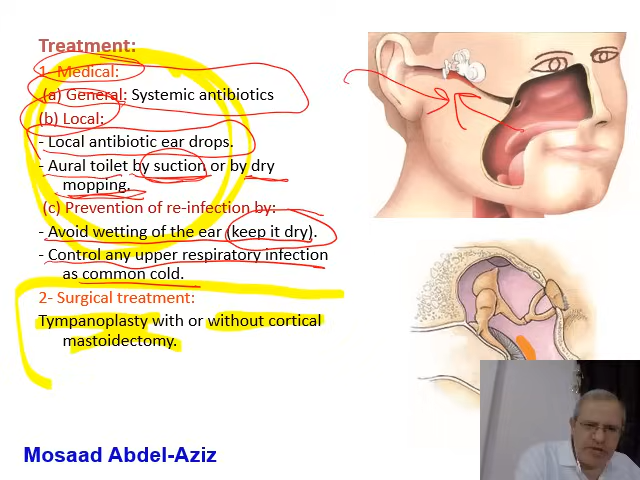 Treatment:
1- Medical:
(a) General: Systemic antibiotics
(b) Local:
- Local antibiotic ear drops.
- Aural toilet by suction or by dry
mopping.
(c) Prevention of re-infection by:
- Avoid wetting of the ear (keep it dry).
- Control any upper respiratory infection
as common cold.
2- Surgical treatment:
Tympanoplasty with or without cortical
mastoidectomy.
Mosaad Abdel-Aziz